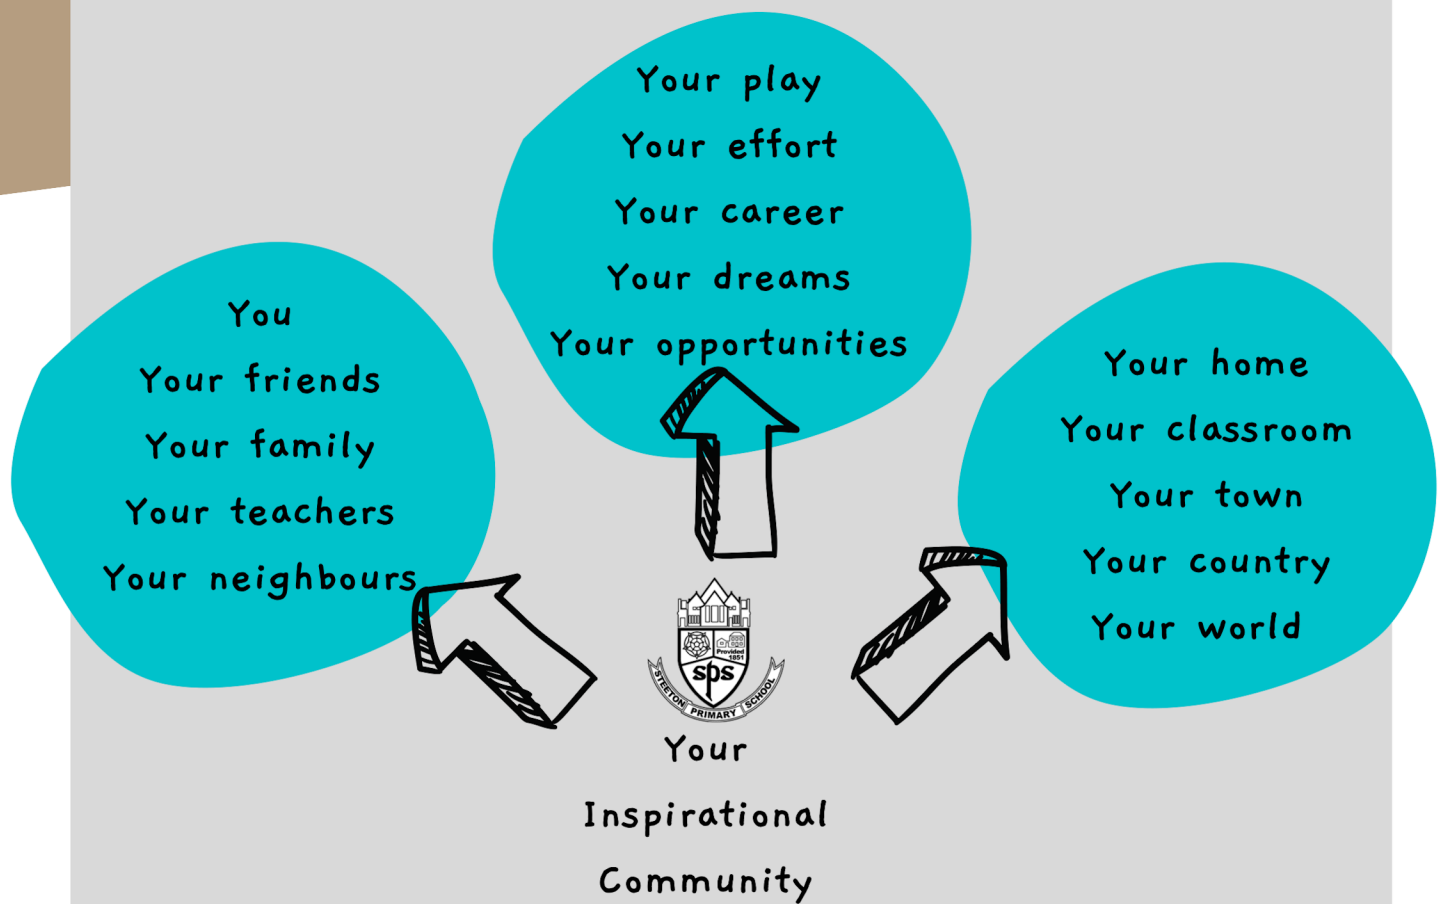 Your play
Your effort
Your career
Your dreams
Your opportunities
You
Your friends
Your family
Your teachers
Your neighbours
Your home
Your classroom
Your town
Your country
Your world
Provided
1851
sps
STEETON PRIMARY SCHOOL
Your
Inspirational
Community